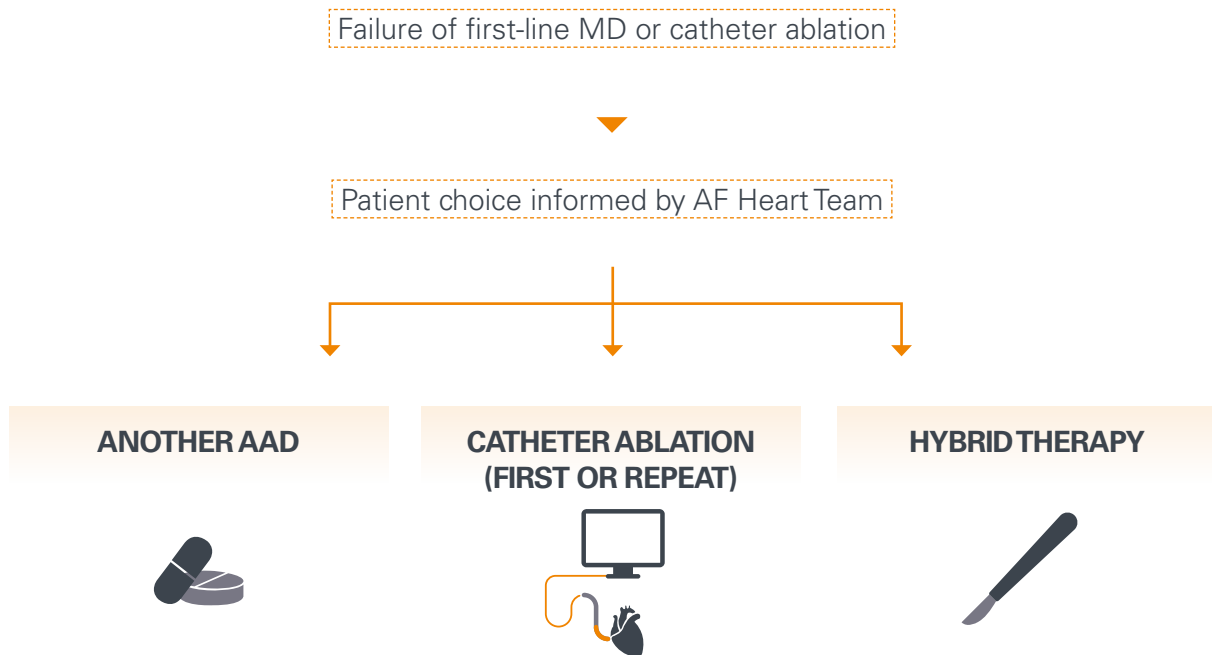 Failure of first-line MD or catheter ablation
Patient choice informed by AF Heart Team
ANOTHER AAD
CATHETER ABLATION
(FIRST OR REPEAT)
HYBRID THERAPY